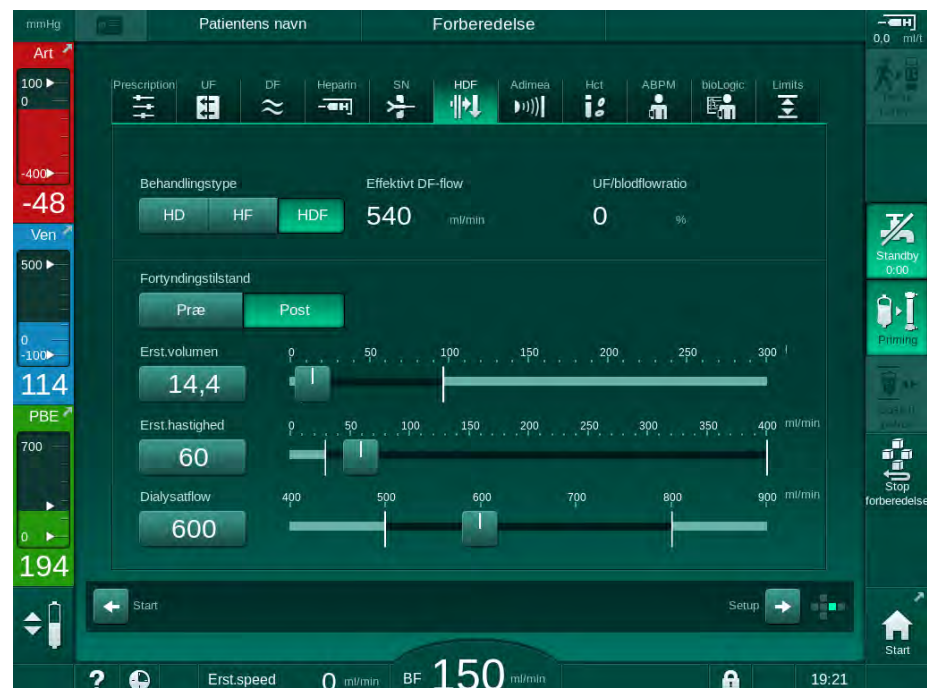 mmHg
Patientens navn
Forberedelse
0,0 ml/t
Art
100
0
-400
-48
Ven
500
0
-100
114
PBE
700
0
194
Prescription UF DF Heparin SN HDF Adimea Hct ABPM bioLogic Limits
Behandlingstype Effektivt DF-flow UF/blodflowratio
HD HF HDF 540 ml/min 0 %
Fortyndingstilstand
Præ Post
Erst.volumen 0 50 100 150 200 250 300 l
14,4
Erst.hastighed 0 50 100 150 200 250 300 350 400 ml/min
60
Dialysatflow 400 500 600 700 800 900 ml/min
600
Start Setup
Standby
0:00
Priming
Stop
forberedelse
Start
? Erst.speed 0 ml/min BF 150 ml/min 19:21